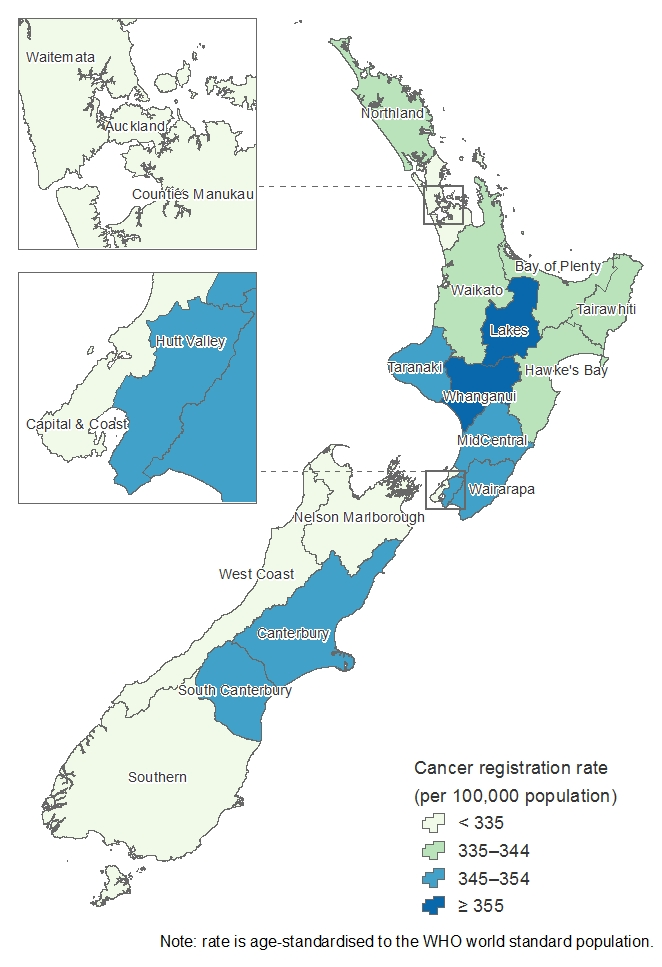 Waitemata
Auckland
Counties Manukau
Northland
Bay of Plenty
Waikato
Tairawhiti
Lakes
Taranaki
Hawke's Bay
Whanganui
MidCentral
Wairarapa
Hutt Valley
Capital & Coast
Nelson Marlborough
West Coast
Canterbury
South Canterbury
Southern
Cancer registration rate
(per 100,000 population)
< 335
335–344
345–354
≥ 355
Note: rate is age-standardised to the WHO world standard population.